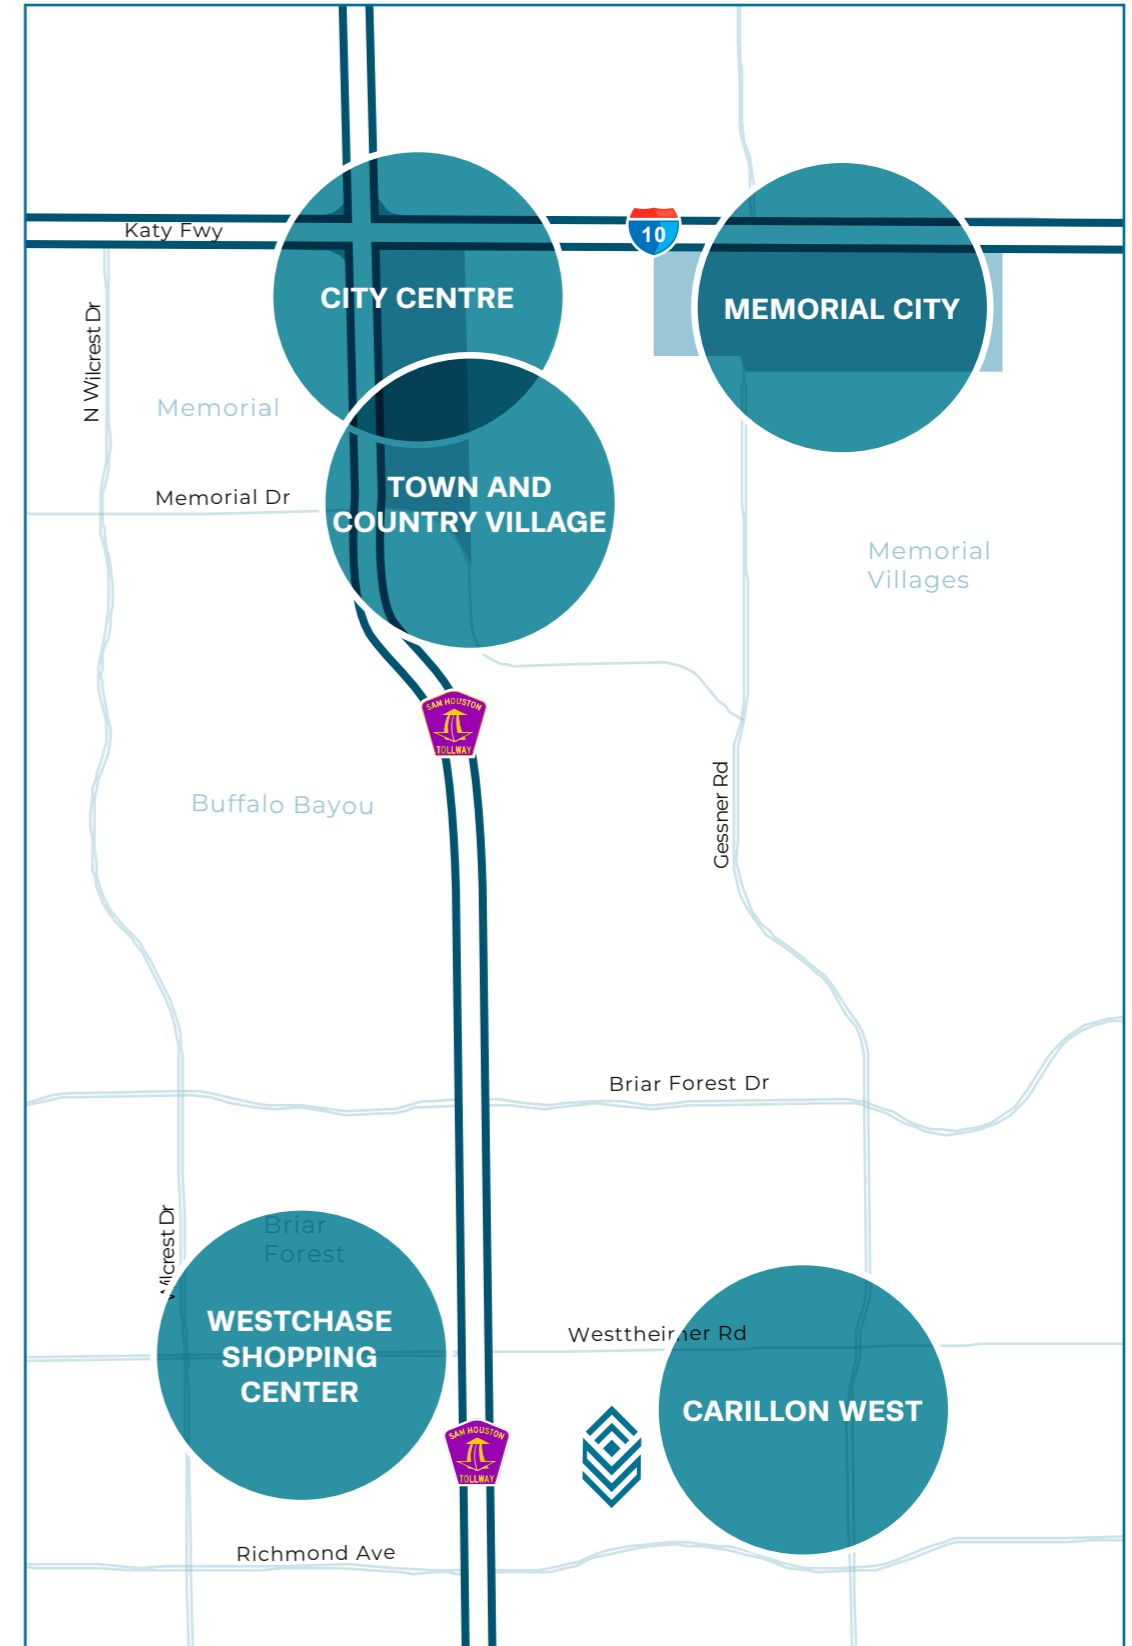 Katy Fwy
10
CITY CENTRE
MEMORIAL CITY
N Wilcrest Dr
Memorial
Memorial Dr
TOWN AND
COUNTRY VILLAGE
Memorial
Villages
SAM HOUSTON
TOLLWAY
Buffalo Bayou
Gessner Rd
Briar Forest Dr
Briar
Forest
Wilcrest Dr
WESTCHASE
SHOPPING
CENTER
Westtheimer Rd
CARILLON WEST
SAM HOUSTON
TOLLWAY
Richmond Ave